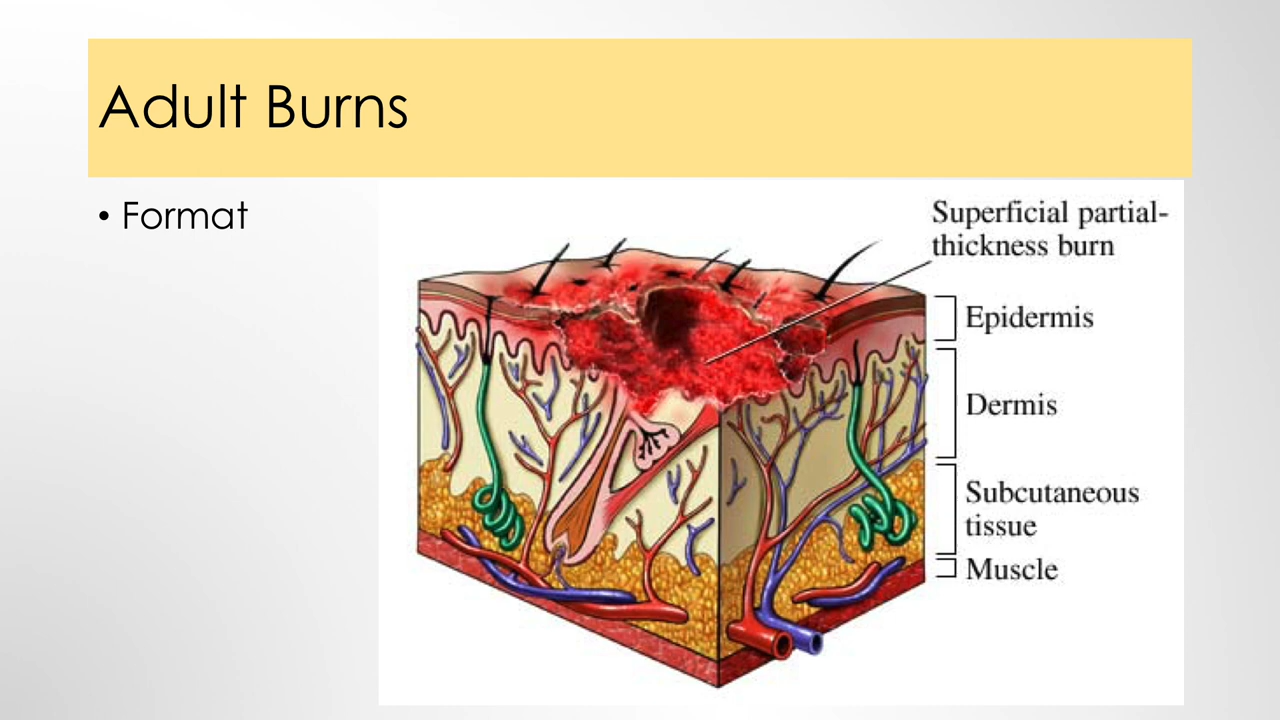 Adult Burns
• Format
Superficial partial-
thickness burn
Epidermis
Dermis
Subcutaneous
tissue
Muscle